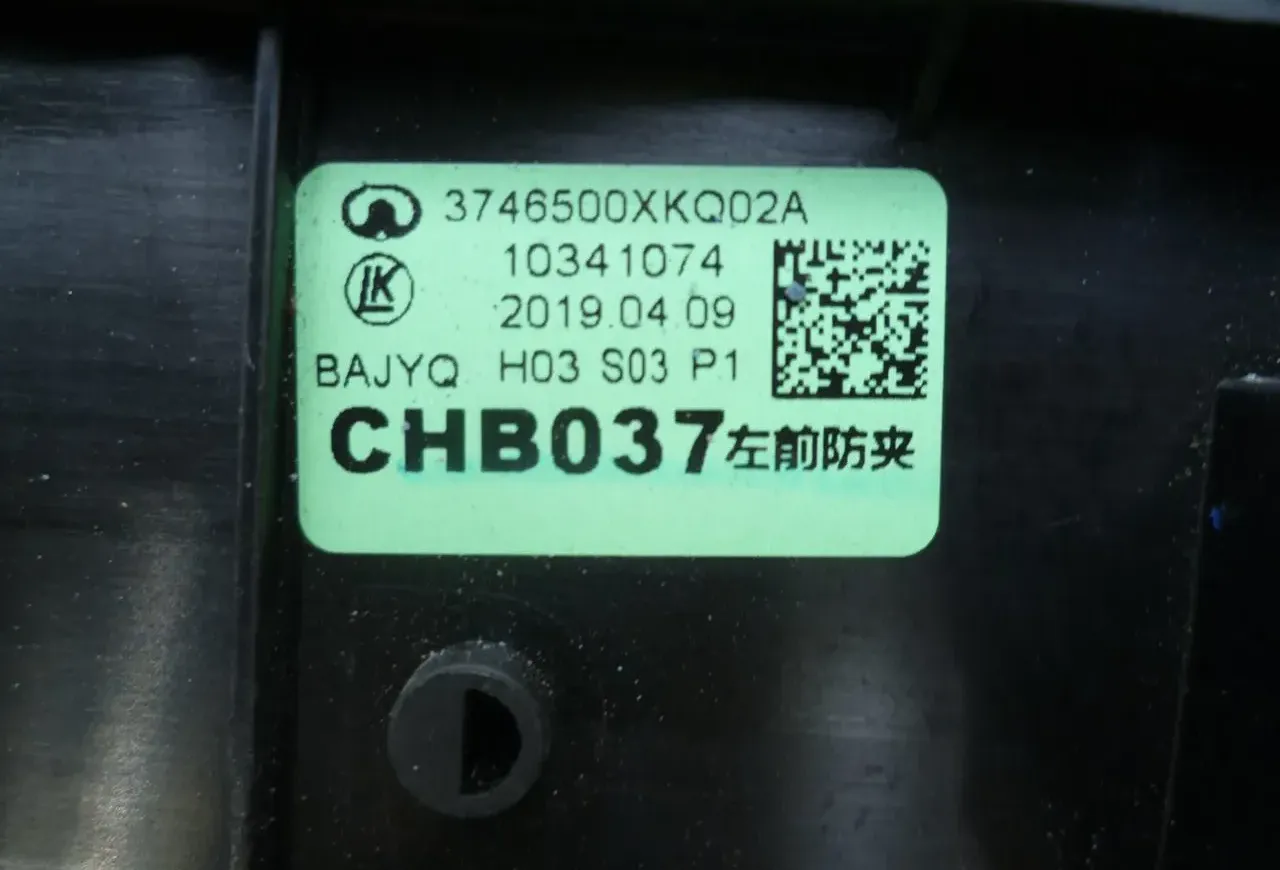 3746500XKQ02A
10341074
LK
2019.04.09
BAJYQ H03 S03 P1
CHB037左前防夹